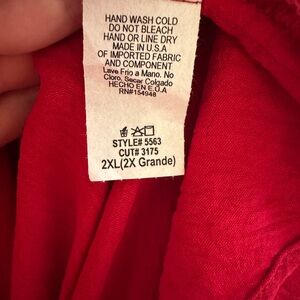 HAND WASH COLD
DO NOT BLEACH
HAND OR LINE DRY
MADE IN U.S.A
OF IMPORTED FABRIC
AND COMPONENT
Lave Frio a Mano. No
Cloro, Secar Colgado
HECHO EN E.U.A
RN#154948
STYLE# 5563
CUT# 3175
2XL(2X Grande)